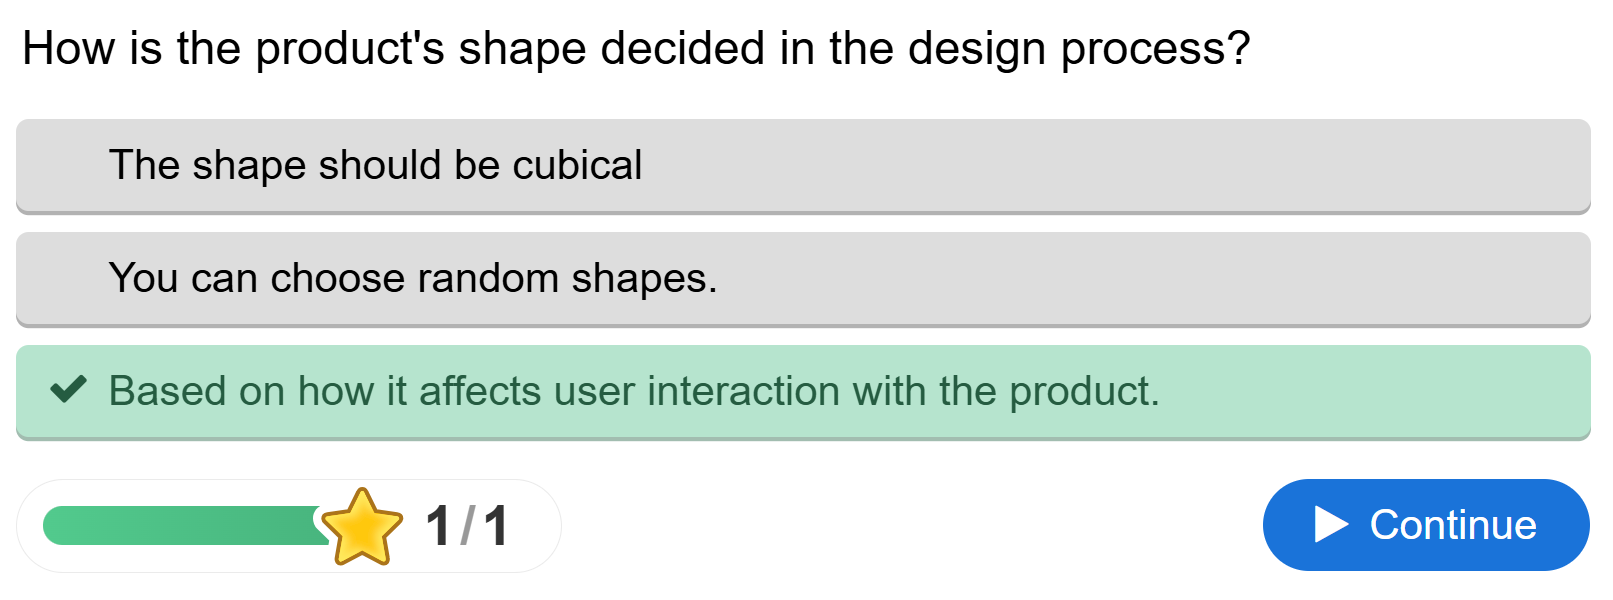 How is the product's shape decided in the design process?
The shape should be cubical
You can choose random shapes.
Based on how it affects user interaction with the product.
1/1
Continue